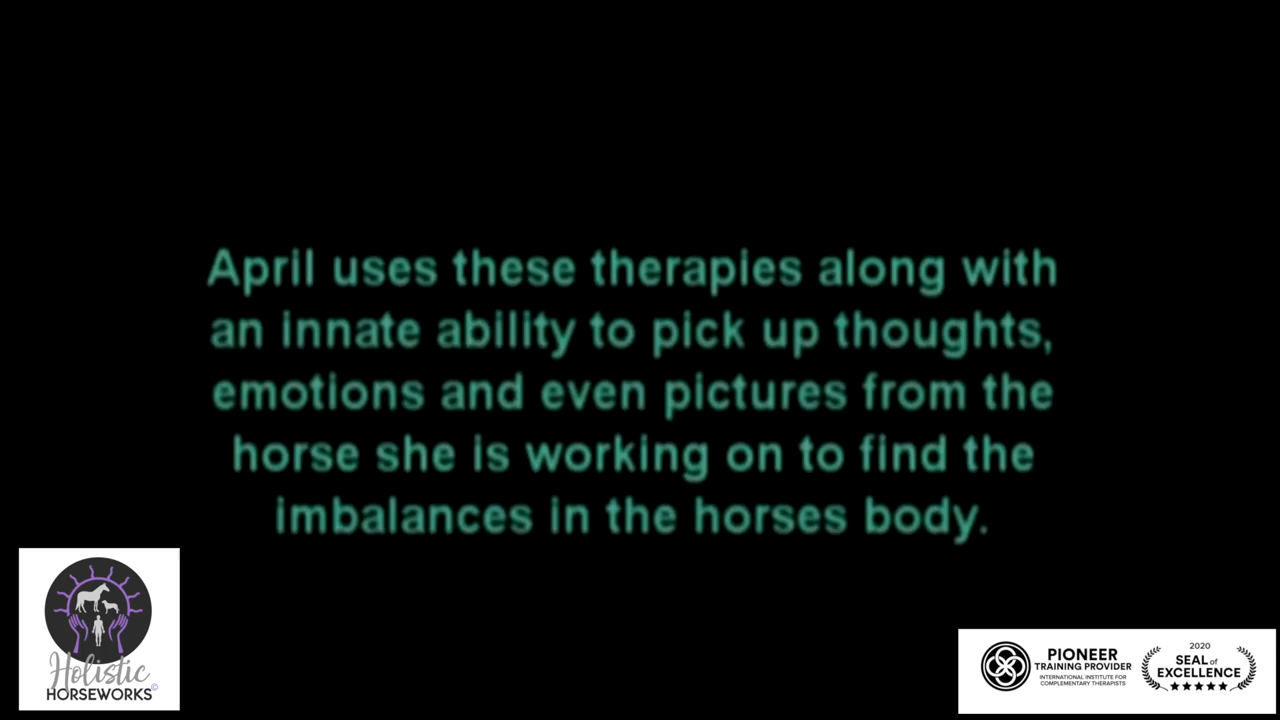 April uses these therapies along with
an innate ability to pick up thoughts,
emotions and even pictures from the
horse she is working on to find the
imbalances in the horses body.
Holistic
HORSEWORKS©
PIONEER
TRAINING PROVIDER
INTERNATIONAL INSTITUTE FOR
COMPLEMENTARY THERAPISTS
2020
SEAL of
EXCELLENCE